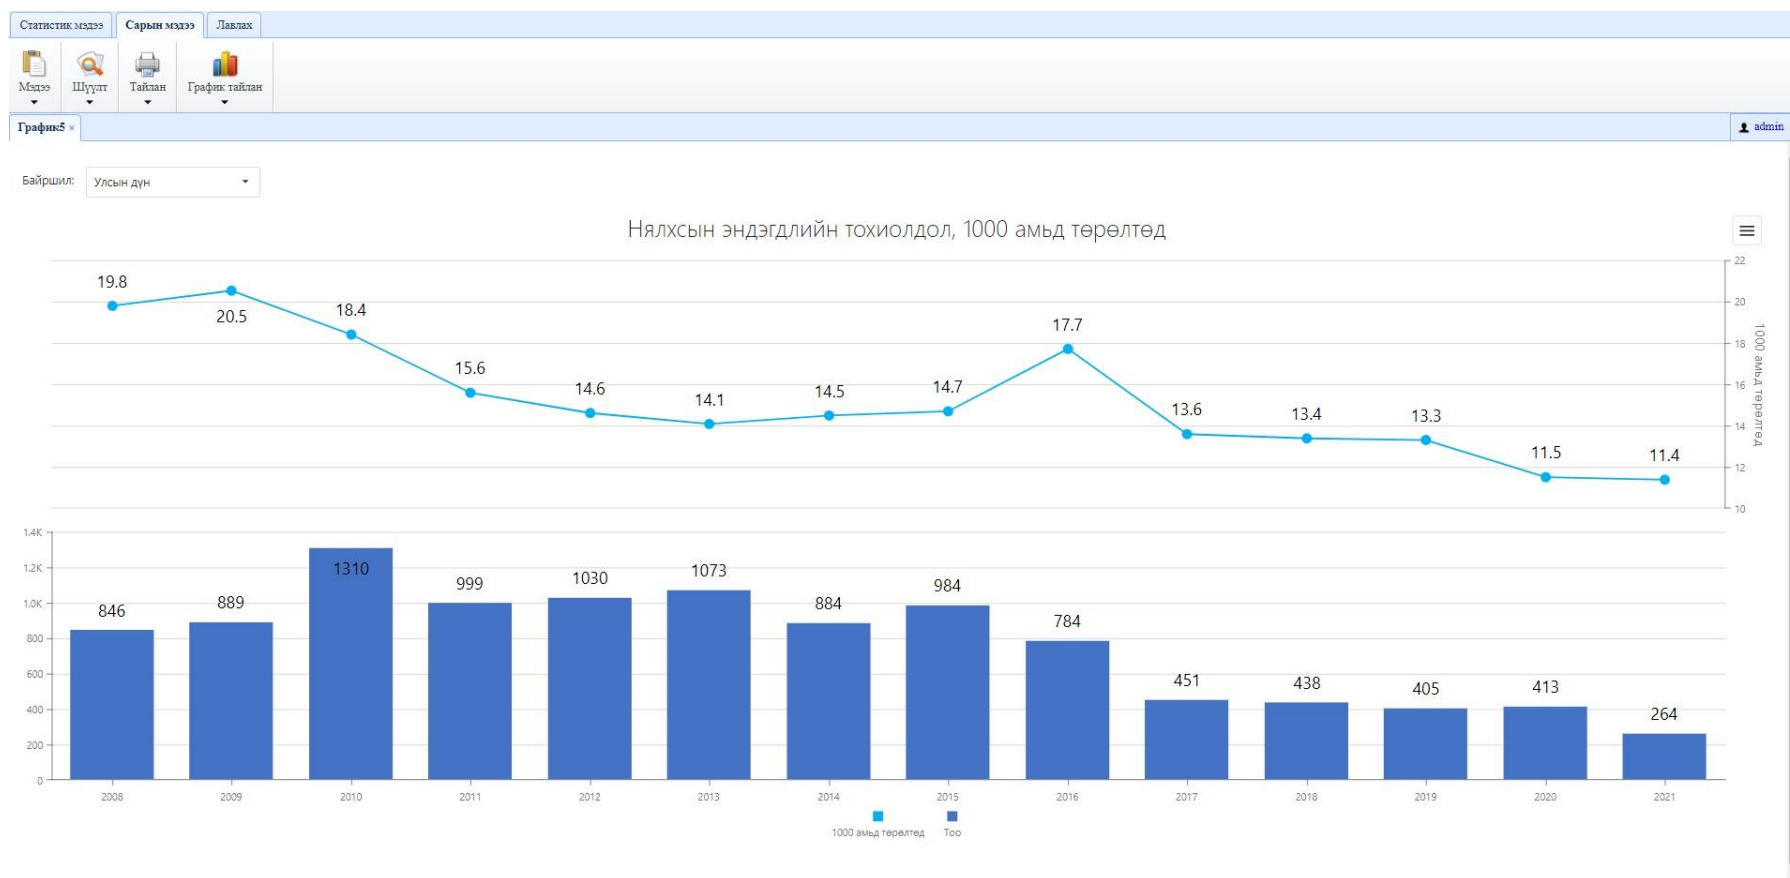 Статистик мэдээ Сарын мэдээ Лавлах
Мэдээ Шүүлт Тайлан График тайлан
График5 × admin
Байршил: Улсын дүн
Нялхсын эндэгдлийн тохиолдол, 1000 амьд төрөлтөд
22
20
18
16
14
12
10
1000 амьд төрөлтөд
19.8 20.5 18.4 15.6 14.6 14.1 14.5 14.7 17.7 13.6 13.4 13.3 11.5 11.4
1.4K
1.2K
1.0K
800
600
400
200
0
846 889 1310 999 1030 1073 884 984 784 451 438 405 413 264
2008 2009 2010 2011 2012 2013 2014 2015 2016 2017 2018 2019 2020 2021
1000 амьд төрөлтөд Тоо